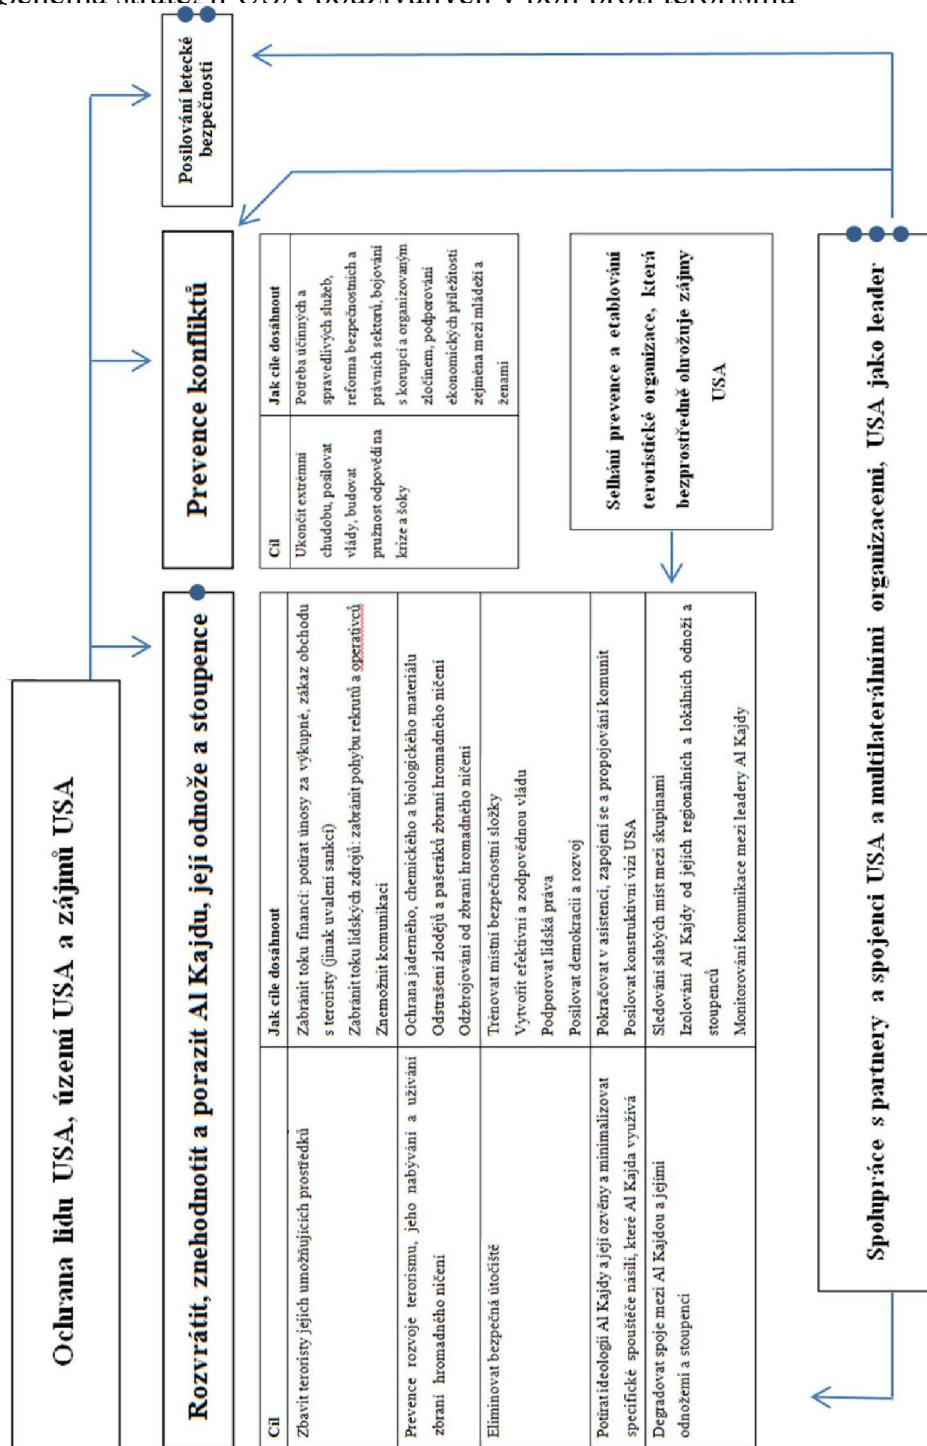 Schéma strategií USA používaných v boji proti terorismu
Ochrana lidu USA, území USA a zájmů USA
Rozvrátit, znehodnotit a porazit Al Kajdu, její odnože a stoupence
Prevence konfliktů
Posilování letecké
bezpečnosti
Cíl
Jak cíle dosáhnout
Zbavit teroristy jejich umožňujících prostředků
Zabránit toku financí: potírat únosy za výkupné, zákaz obchodu
s teroristy (jinak uvalení sankcí)
Zabránit toku lidských zdrojů: zabránit pohybu rekrutů a operativců
Znemožnit komunikaci
Prevence rozvoje terorismu, jeho nabývání a užívání
zbraní hromadného ničení
Ochrana jaderného, chemického a biologického materiálu
Odstrašení zlodějů a pašeráků zbraní hromadného ničení
Odzbrojování od zbraní hromadného ničení
Eliminovat bezpečná útočiště
Trénovat místní bezpečnostní složky
Vytvořit efektivní a zodpovědnou vládu
Podporovat lidská práva
Posilovat demokracii a rozvoj
Potírat ideologii Al Kajdy a její ozvěny a minimalizovat
specifické spouštěče násilí, které Al Kajda využívá
Pokračovat v asistenci, zapojení se a propojování komunit
Posilovat konstruktivní vizi USA
Degradovat spoje mezi Al Kajdou a jejími
odnožemi a stoupenci
Sledování slabých míst mezi skupinami
Izolování Al Kajdy od jejich regionálních a lokálních odnoží a
stoupenců
Monitorování komunikace mezi leadery Al Kajdy
Cíl
Jak cíle dosáhnout
Ukončit extrémní
chudobu, posilovat
vlády, budovat
pružnost odpovědi na
krize a šoky
Potřeba účinných a
spravedlivých služeb,
reforma bezpečnostních a
právních sektorů, bojování
s korupcí a organizovaným
zločinem, podporování
ekonomických příležitostí
zejména mezi mládeží a
ženami
Selhání prevence a etablování
teroristické organizace, která
bezprostředně ohrožuje zájmy
USA
Spolupráce s partnery a spojenci USA a multilaterálními organizacemi, USA jako leader